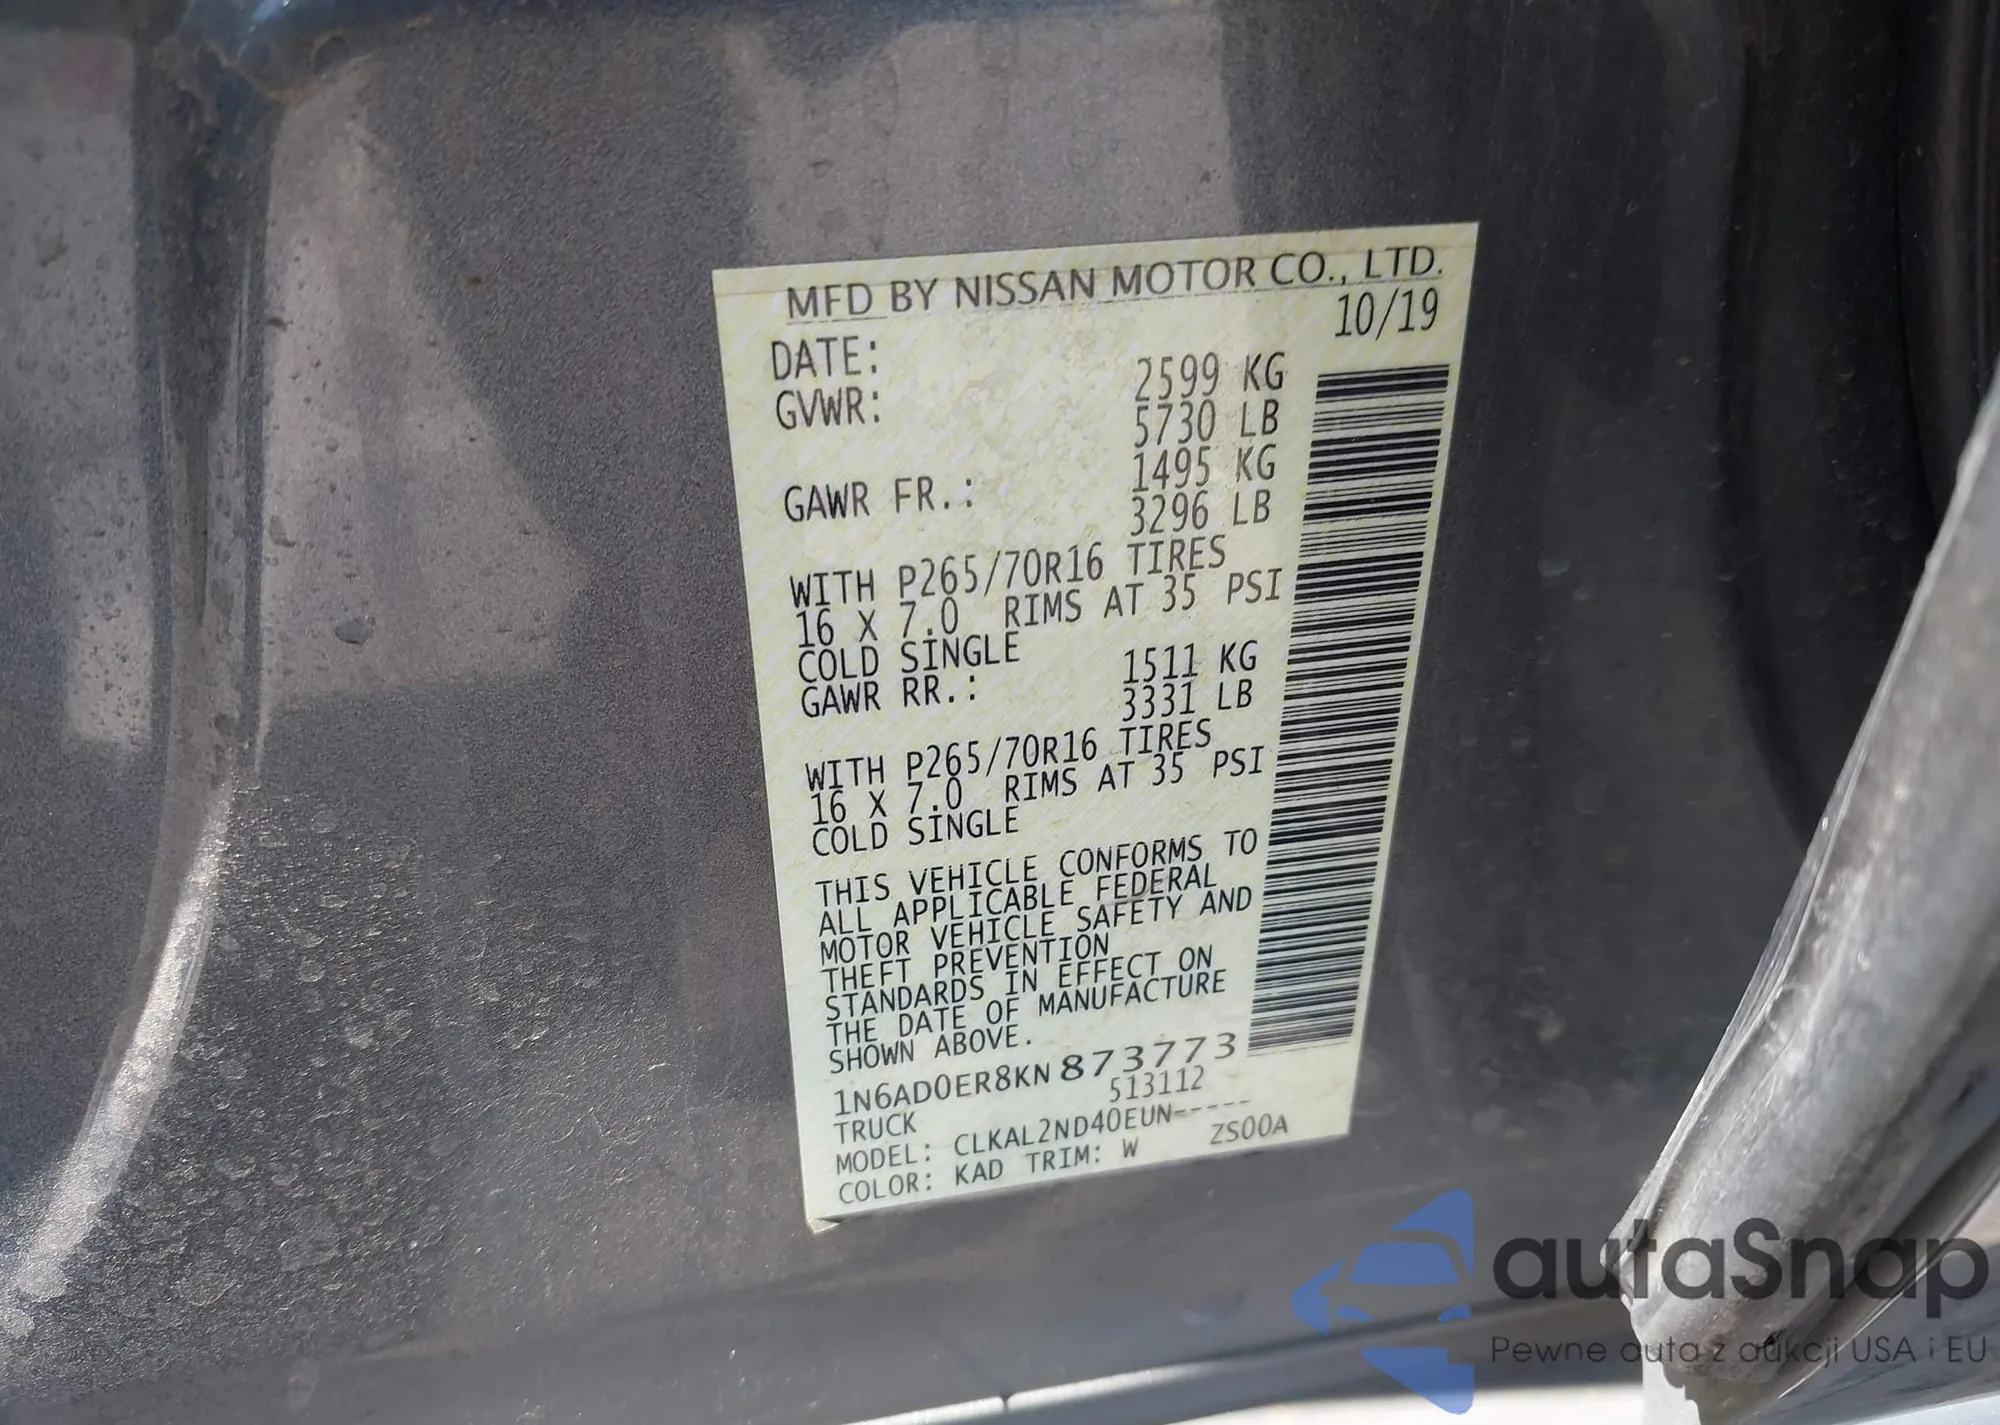 MFD BY NISSAN MOTOR CO., LTD.
DATE: 10/19
GVWR: 2599 KG
5730 LB
GAWR FR.: 1495 KG
3296 LB
WITH P265/70R16 TIRES
16 X 7.0 RIMS AT 35 PSI
COLD SINGLE
GAWR RR.: 1511 KG
3331 LB
WITH P265/70R16 TIRES
16 X 7.0 RIMS AT 35 PSI
COLD SINGLE
THIS VEHICLE CONFORMS TO
ALL APPLICABLE FEDERAL
MOTOR VEHICLE SAFETY AND
THEFT PREVENTION
STANDARDS IN EFFECT ON
THE DATE OF MANUFACTURE
SHOWN ABOVE.
1N6AD0ER8KN 873773
TRUCK 513112
MODEL: CLKAL2ND40EUN-----
COLOR: KAD TRIM: W ZS00A
autaSnap
Pewne auta z aukcji USA i EU